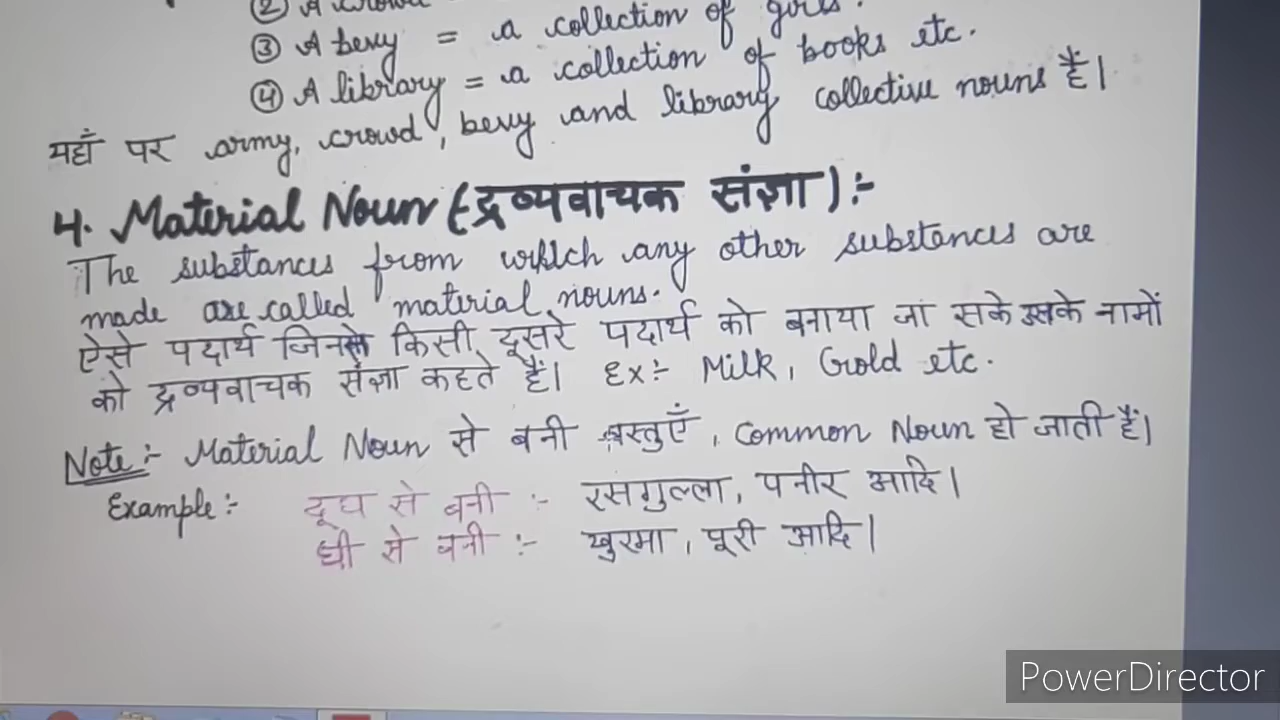 ② A crowd
③ A bevy = a collection of girls.
④ A library = a collection of books etc.
यहाँ पर army, crowd, bevy and library collective nouns हैं।
4. Material Noun (द्रव्यवाचक संज्ञा) :-
The substances from which any other substances are
made are called material nouns.
ऐसे पदार्थ जिनसे किसी दूसरे पदार्थ को बनाया जा सके उसके नामों
को द्रव्यवाचक संज्ञा कहते हैं। Ex:- Milk, Gold etc.
Note:- Material Noun से बनी वस्तुएँ, Common Noun हो जाती हैं।
Example:- दूध से बनी :- रसगुल्ला, पनीर आदि।
घी से बनी :- खुरमा, पूरी आदि।
PowerDirector